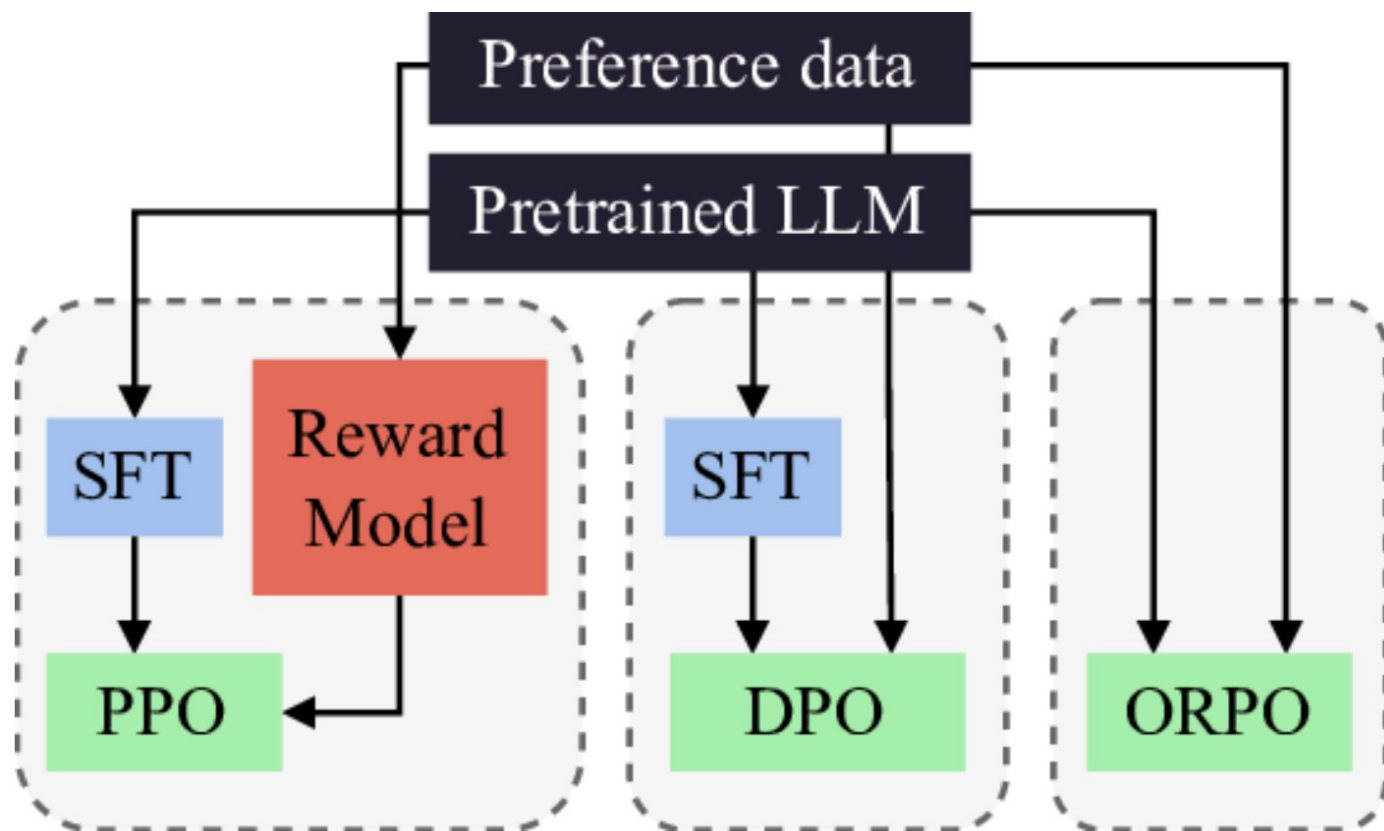 Preference data
Pretrained LLM
SFT
Reward
Model
PPO
SFT
DPO
ORPO